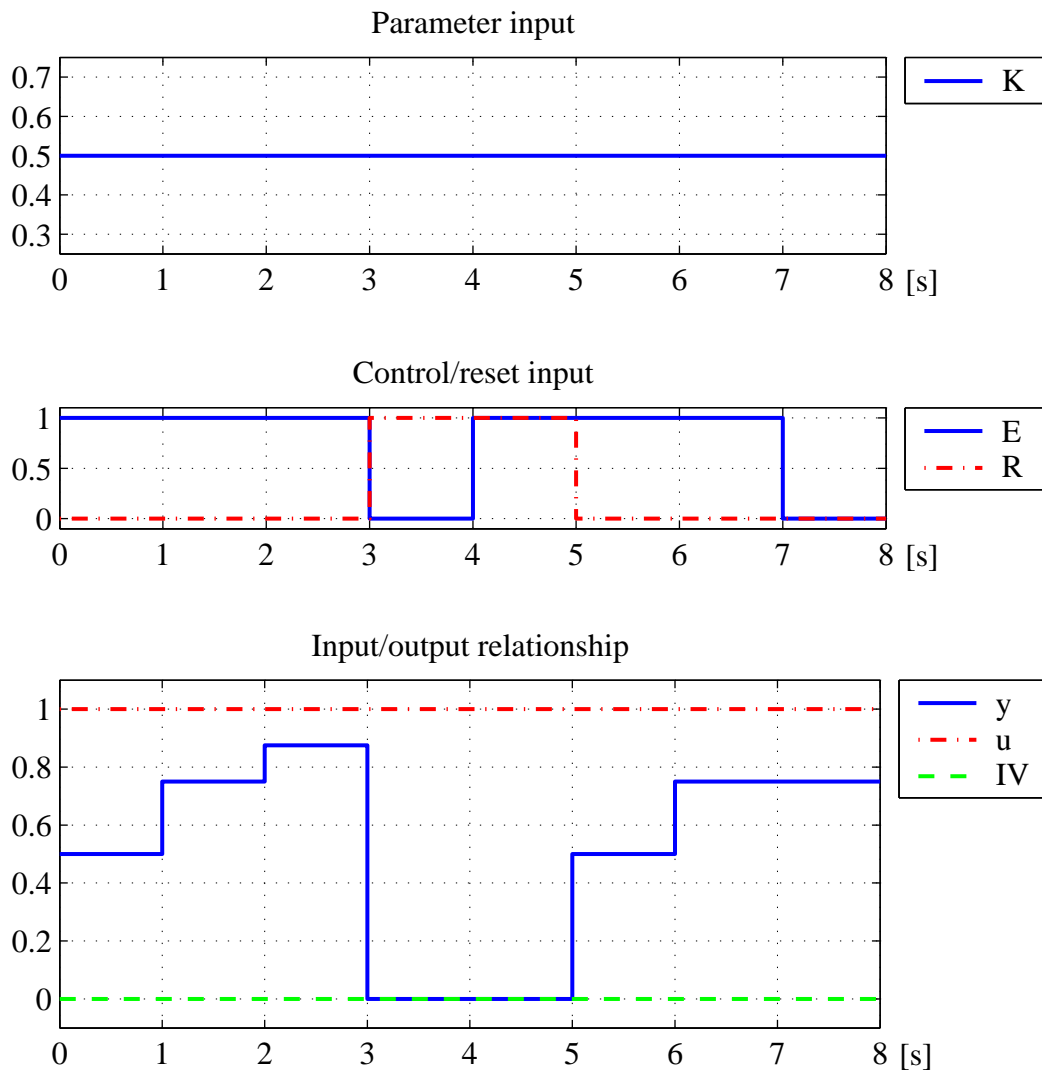 Parameter input
0.7
0.6
0.5
0.4
0.3
0 1 2 3 4 5 6 7 8 [s]
K
Control/reset input
1
0.5
0
0 1 2 3 4 5 6 7 8 [s]
E
R
Input/output relationship
1
0.8
0.6
0.4
0.2
0
0 1 2 3 4 5 6 7 8 [s]
y
u
IV